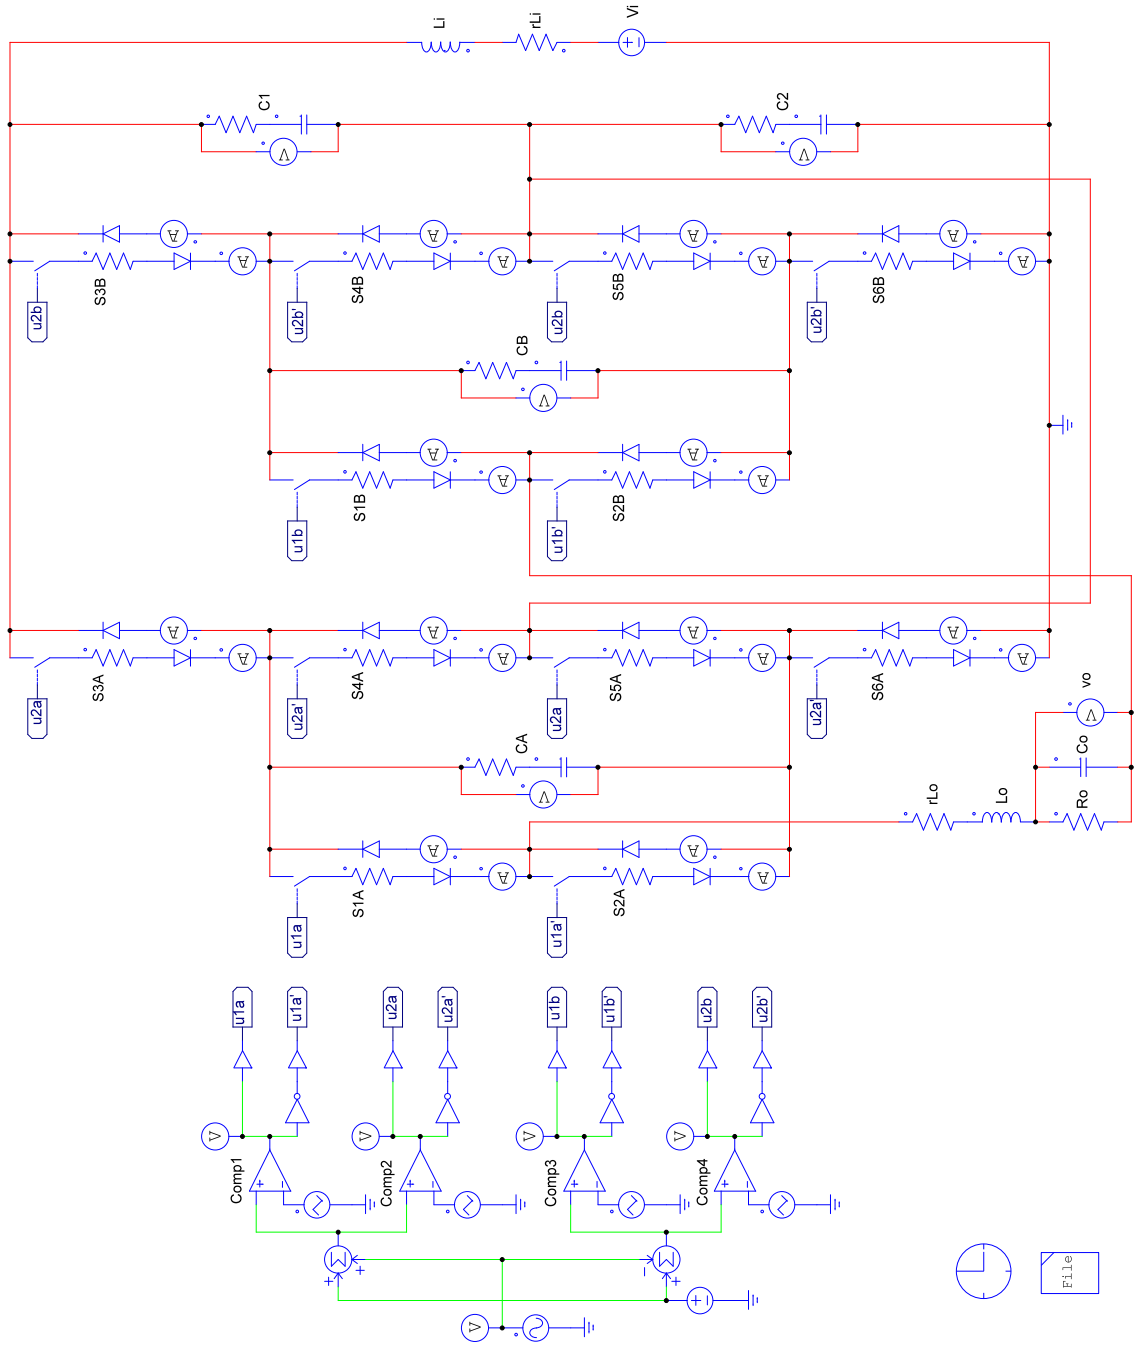 Li
rLi
Vi
C1
C2
V
V
A
A
A
A
A
A
A
A
S3B
S4B
S5B
S6B
u2b
u2b'
u2b
u2b'
CB
V
A
A
A
A
S1B
S2B
u1b
u1b'
A
A
A
A
A
A
A
A
S3A
S4A
S5A
S6A
u2a
u2a'
u2a
u2a'
vo
V
CA
V
Co
rLo
Lo
Ro
A
A
A
A
S1A
S2A
u1a
u1a'
u1a
u1a'
u2a
u2a'
u1b
u1b'
u2b
u2b'
V
V
V
V
Comp1
Comp2
Comp3
Comp4
V
File